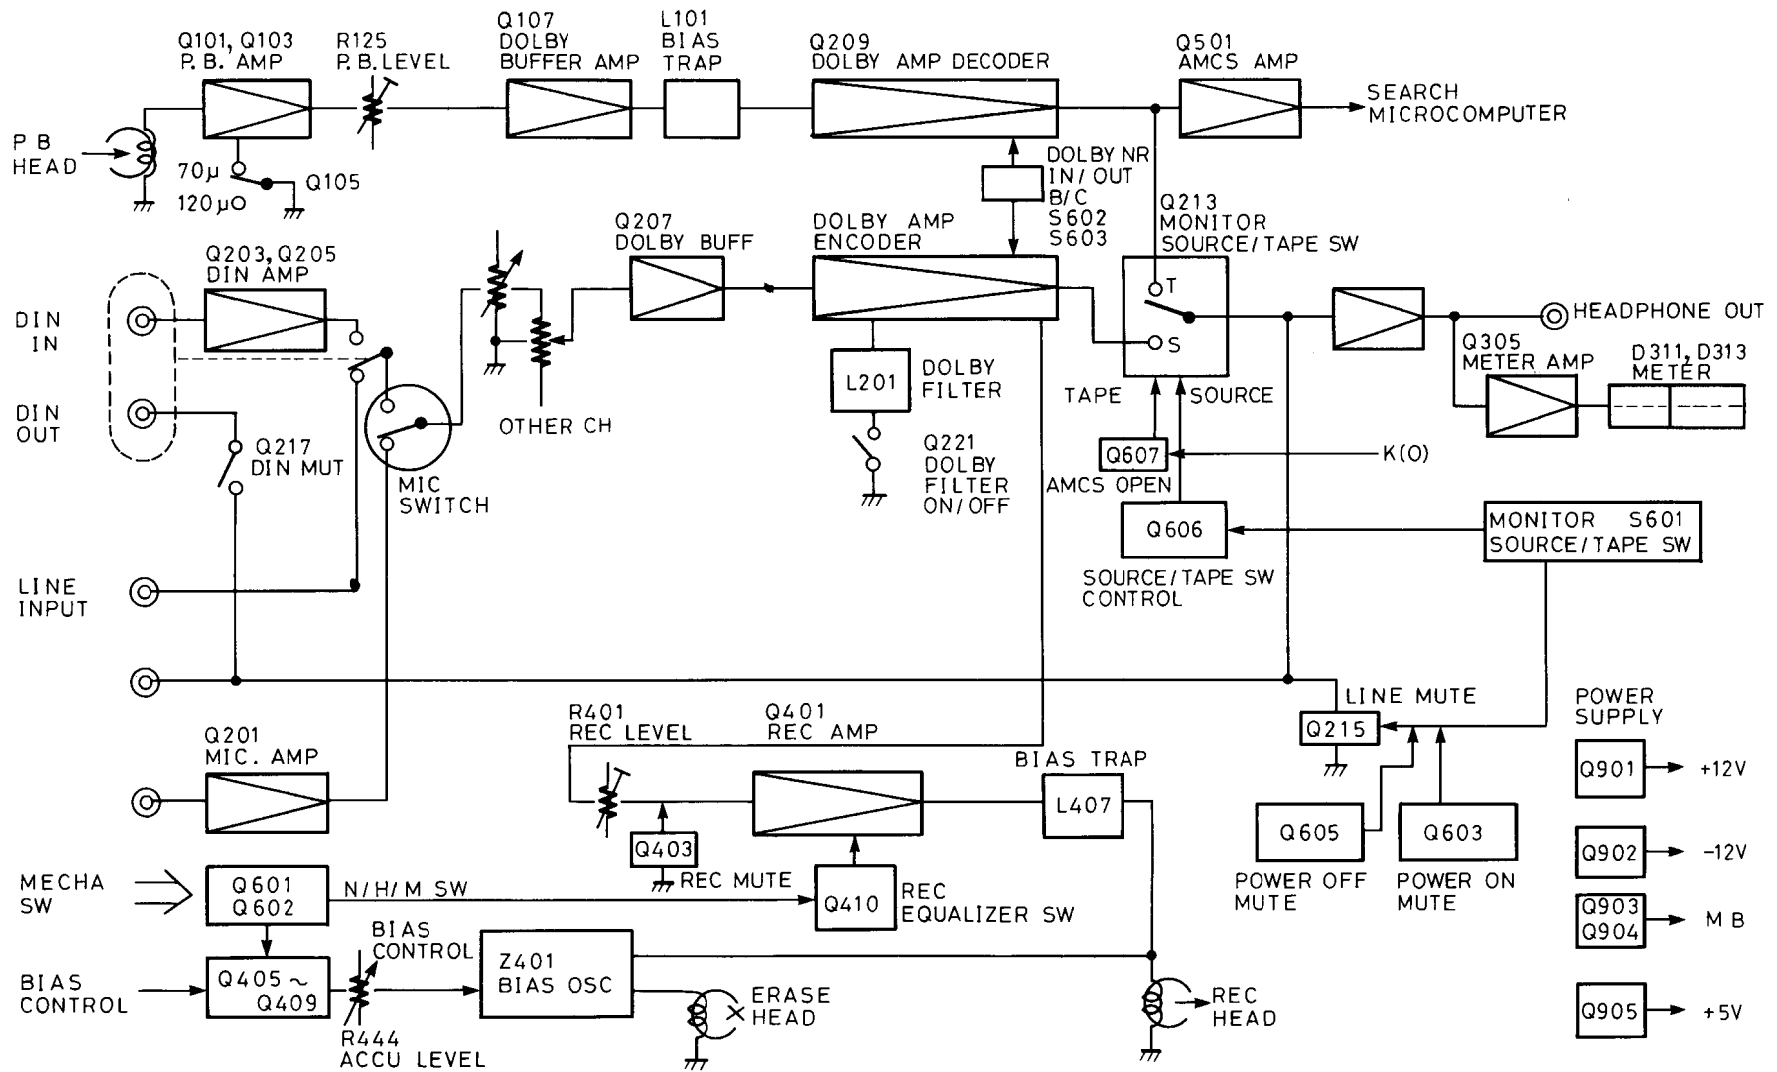 Q101, Q103
P.B. AMP
R125
P.B. LEVEL
Q107
DOLBY
BUFFER AMP
L101
BIAS
TRAP
Q209
DOLBY AMP DECODER
Q501
AMCS AMP
SEARCH
MICROCOMPUTER
PB
HEAD
70μ
120μ
Q105
DOLBY NR
IN/OUT
B/C
S602
S603
Q203, Q205
DIN AMP
Q207
DOLBY BUFF
DOLBY AMP
ENCODER
Q213
MONITOR
SOURCE/TAPE SW
T
S
DIN
IN
DIN
OUT
Q217
DIN MUT
MIC
SWITCH
OTHER CH
L201
DOLBY
FILTER
Q221
DOLBY
FILTER
ON/OFF
TAPE
SOURCE
HEADPHONE OUT
Q305
METER AMP
D311, D313
METER
Q607
AMCS OPEN
K(O)
Q606
SOURCE/TAPE SW
CONTROL
MONITOR S601
SOURCE/TAPE SW
LINE
INPUT
Q201
MIC. AMP
R401
REC LEVEL
Q401
REC AMP
BIAS TRAP
L407
LINE MUTE
Q215
Q605
POWER OFF
MUTE
Q603
POWER ON
MUTE
POWER
SUPPLY
Q901
+12V
Q902
-12V
Q903
Q904
MB
Q905
+5V
Q403
REC MUTE
Q410
REC
EQUALIZER SW
MECHA
SW
Q601
Q602
N/H/M SW
BIAS
CONTROL
Q405~
Q409
BIAS
CONTROL
R444
ACCU LEVEL
Z401
BIAS OSC
ERASE
HEAD
REC
HEAD